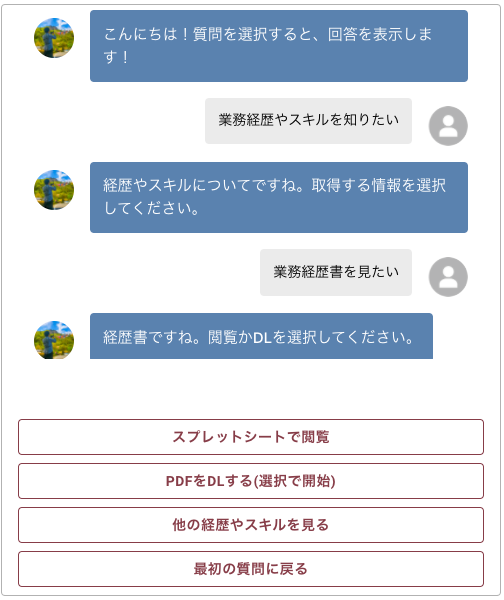 こんにちは！質問を選択すると、回答を表示しま
す！
業務経歴やスキルを知りたい
経歴やスキルについてですね。取得する情報を選択
してください。
業務経歴書を見たい
経歴書ですね。閲覧かDLを選択してください。
スプレットシートで閲覧
PDFをDLする(選択で開始)
他の経歴やスキルを見る
最初の質問に戻る